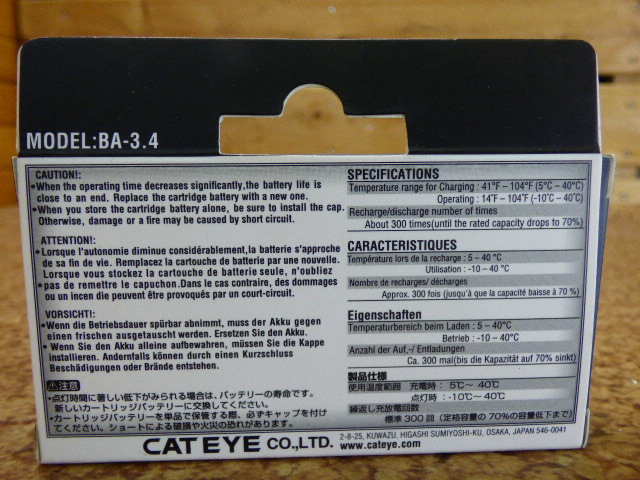 MODEL:BA-3.4
CAUTION!:
•When the operating time decreases significantly,the battery life is
close to an end. Replace the cartridge battery with a new one.
•When you store the cartridge battery alone, be sure to install the cap.
Otherwise, damage or a fire may be caused by short circuit.
ATTENTION!:
•Lorsque l'autonomie diminue considérablement,la batterie s'approche
de sa fin de vie. Remplacez la cartouche de batterie par une nouvelle.
Lorsque vous stockez la cartouche de batterie seule, n'oubliez
•pas de remettre le capuchon.Dans le cas contraire, des dommages
ou un incen die peuvent être provoqués par un court-circuit.
VORSICHT!:
•Wenn die Betriebsdauer spürbar abnimmt, muss der Akku gegen
einen frischen ausgetauscht werden. Ersetzen Sie den Akku.
•Wenn Sie den Akku alleine aufbewahren, müssen Sie die Kappe
installieren. Andernfalls können durch einen Kurzschluss
Beschädigungen oder Brände entstehen.
⚠注意
•点灯時間に著しい低下がみられる場合は、バッテリーの寿命です。
新しいカートリッジバッテリーに交換してください。
•カートリッジバッテリーを単品で保管する際、必ずキャップを付け
てください。ショートによる破損や火災の恐れがあります。
SPECIFICATIONS
Temperature range for Charging : 41°F – 104°F (5°C – 40°C)
Operating : 14°F – 104°F (-10°C – 40°C)
Recharge/discharge number of times
About 300 times(until the rated capacity drops to 70%)
CARACTERISTIQUES
Température lors de la recharge : 5 – 40 °C
Utilisation : -10 – 40 °C
Nombre de recharges/ décharges
Approx. 300 fois (jusqu'à que la capacité baisse à 70 %)
Eigenschaften
Temperaturbereich beim Laden : 5 – 40°C
Betrieb : -10 – 40°C
Anzahl der Auf,-/ Entladungen
Ca. 300 mal(bis die Kapazität auf 70% sinkt)
製品仕様
使用温度範囲 充電時: 5℃~ 40℃
点灯時: -10℃~ 40℃
繰返し充放電回数
標準300回(定格容量の70%の容量低下まで)
CATEYE CO.,LTD.
2-8-25, KUWAZU, HIGASHI SUMIYOSHI-KU, OSAKA, JAPAN 546-0041
www.cateye.com